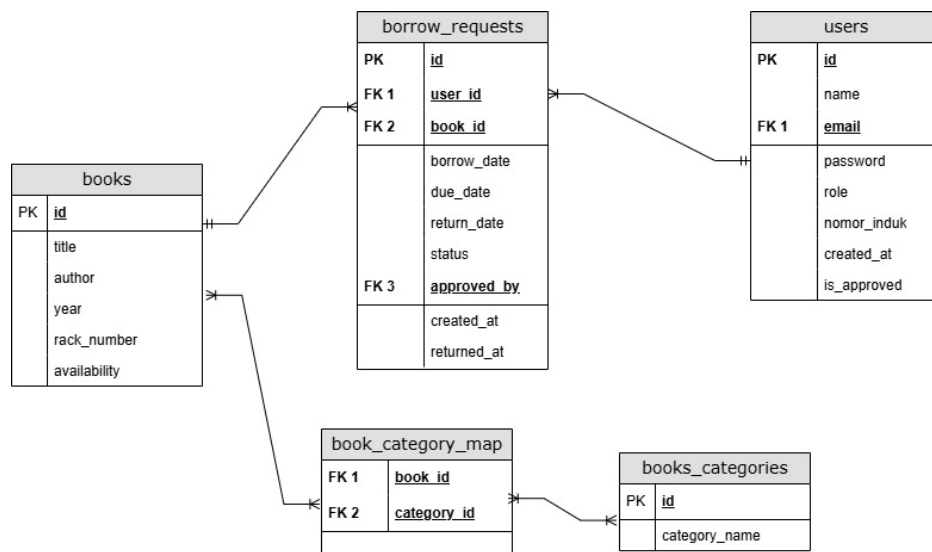 borrow_requests
PK id
FK 1 user_id
FK 2 book_id
borrow_date
due_date
return_date
status
FK 3 approved_by
created_at
returned_at
users
PK id
name
FK 1 email
password
role
nomor_induk
created_at
is_approved
books
PK id
title
author
year
rack_number
availability
book_category_map
FK 1 book_id
FK 2 category_id
books_categories
PK id
category_name